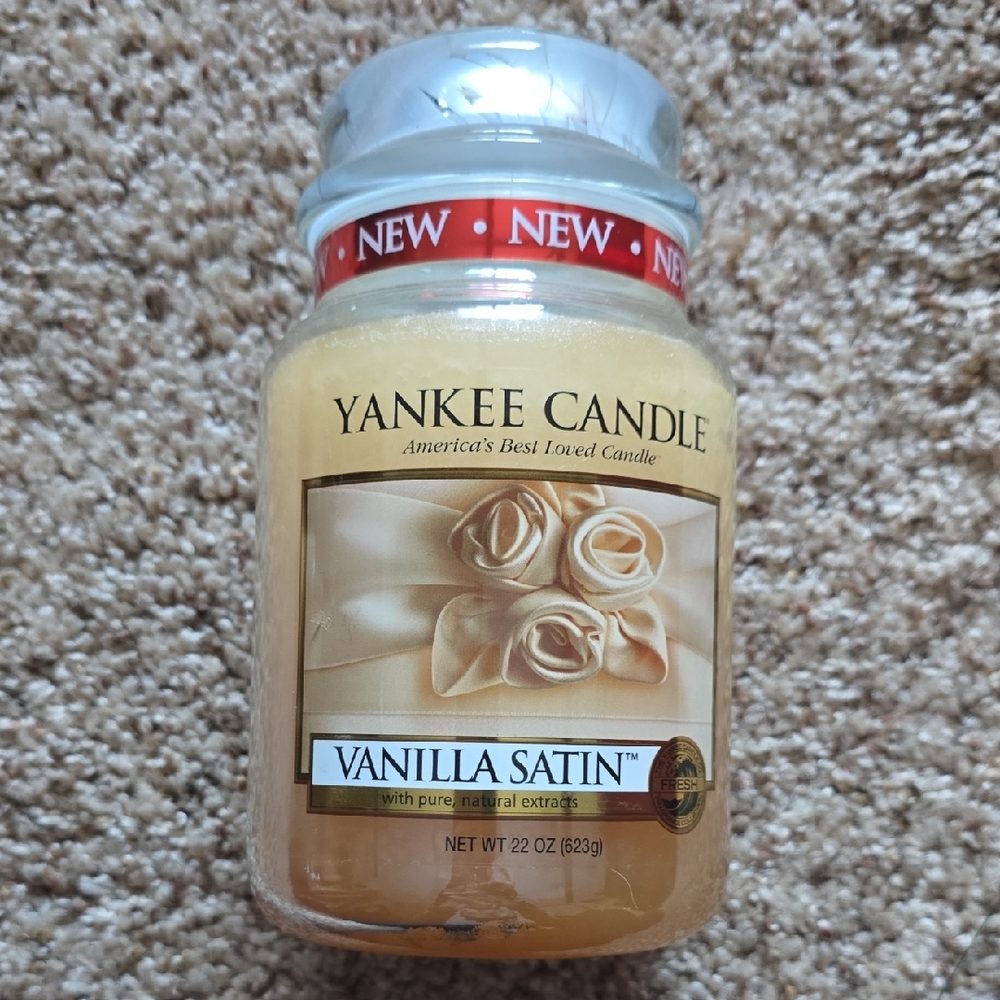 NEW • NEW • NEW
YANKEE CANDLE®
America's Best Loved Candle™
VANILLA SATIN™
FRESH
with pure, natural extracts
NET WT 22 OZ (623g)